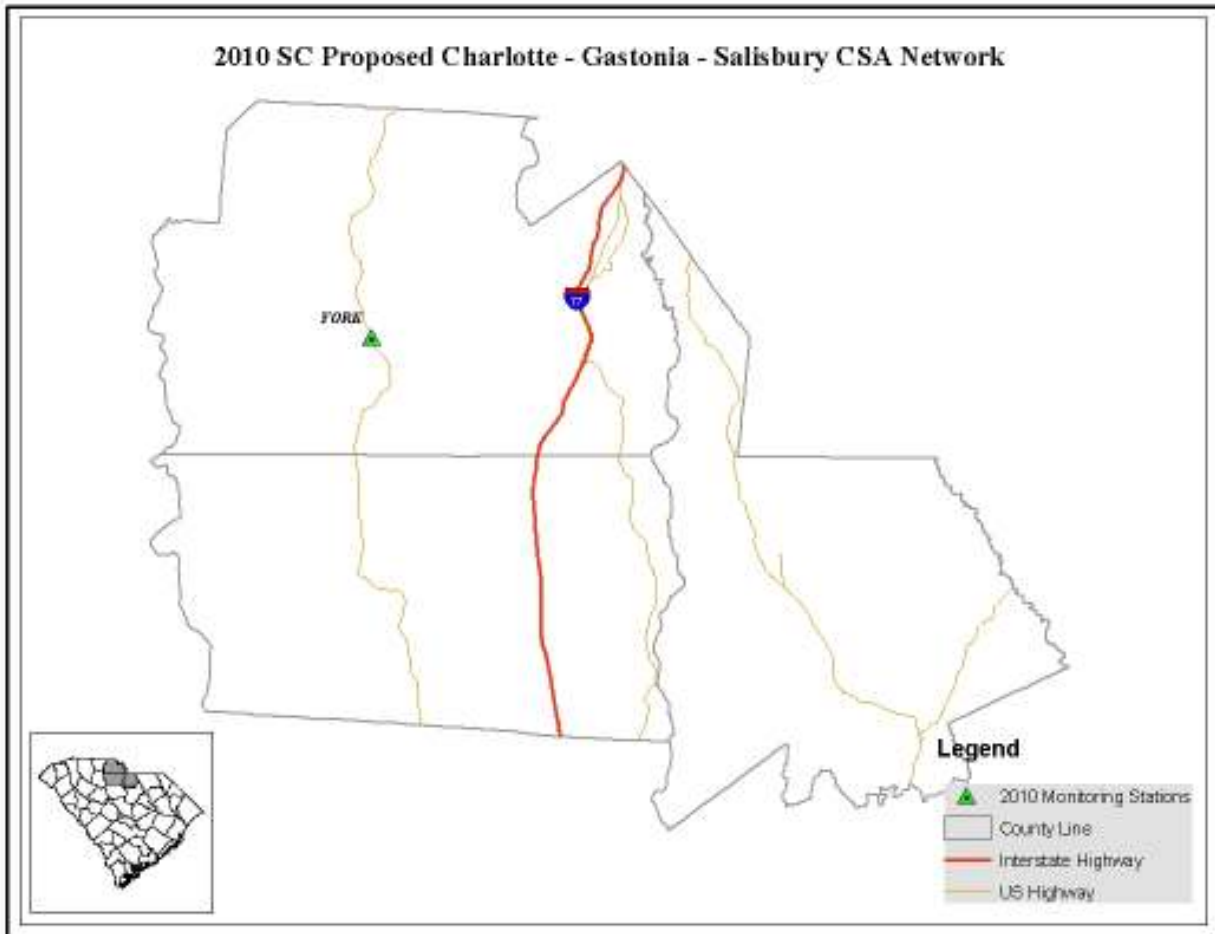 2010 SC Proposed Charlotte - Gastonia - Salisbury CSA Network
77
YORK
Legend
2010 Monitoring Stations
County Line
Interstate Highway
US Highway